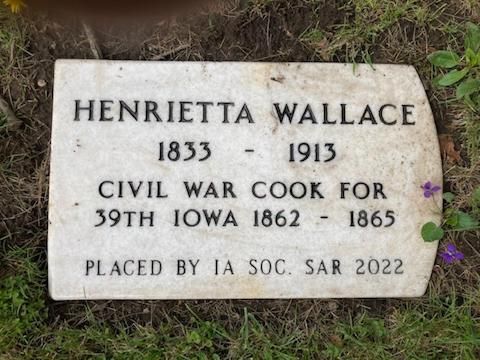 HENRIETTA WALLACE
1833 - 1913
CIVIL WAR COOK FOR
39TH IOWA 1862 - 1865
PLACED BY IA SOC. SAR 2022